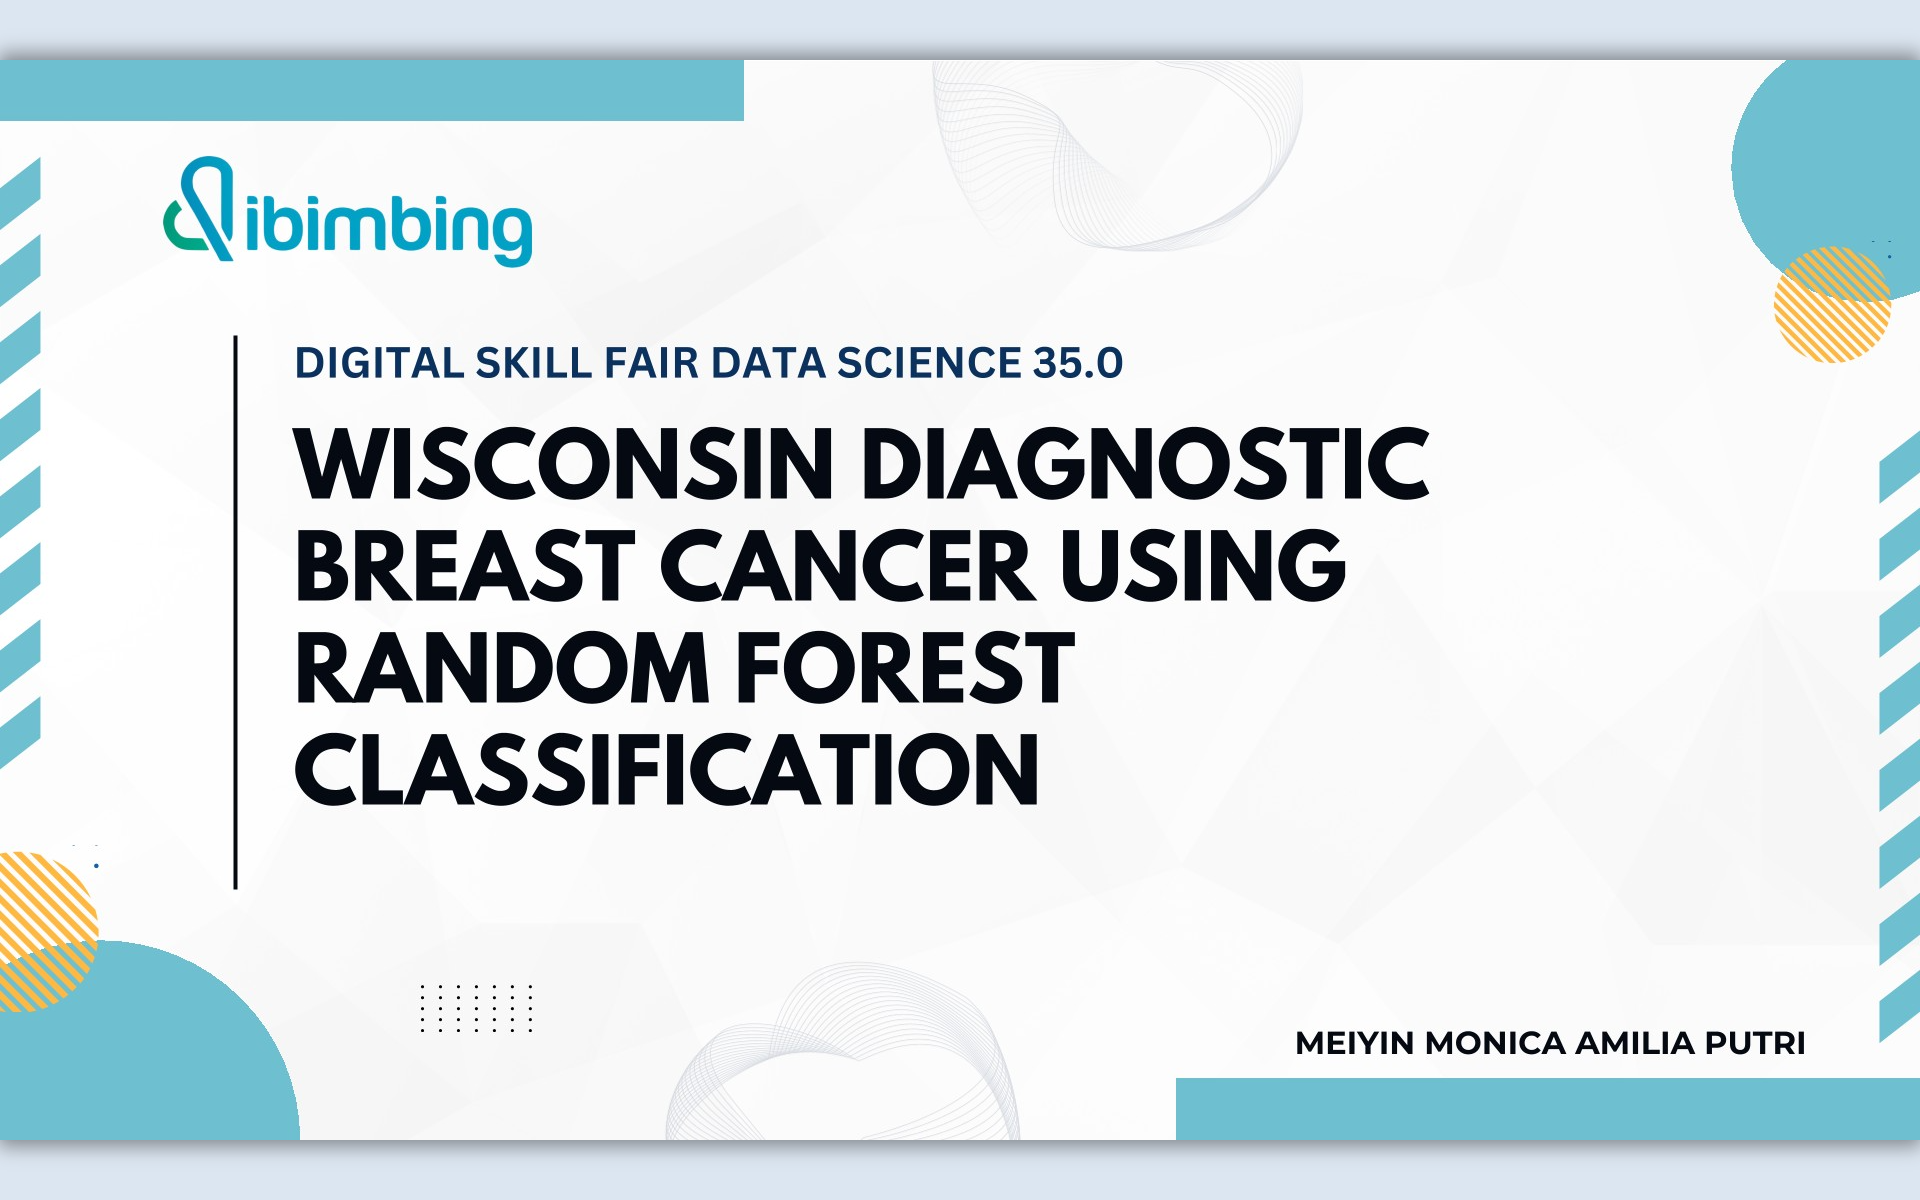 ibimbing
DIGITAL SKILL FAIR DATA SCIENCE 35.0
WISCONSIN DIAGNOSTIC
BREAST CANCER USING
RANDOM FOREST
CLASSIFICATION
MEIYIN MONICA AMILIA PUTRI